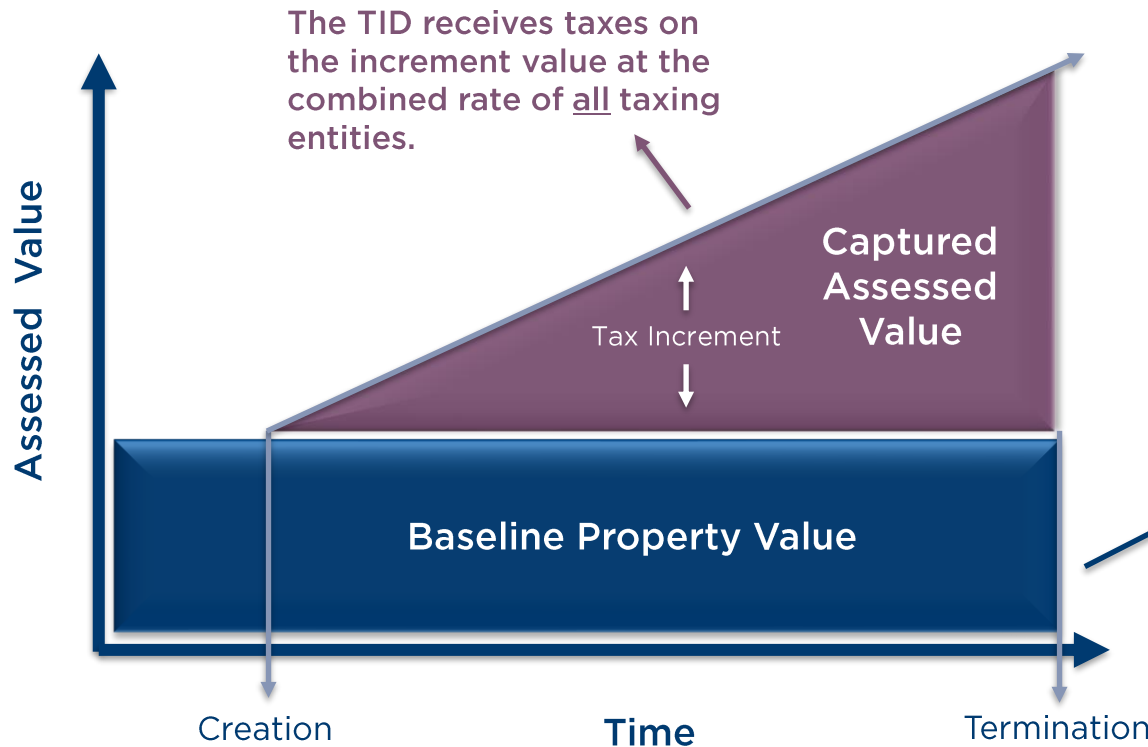 The TID receives taxes on
the increment value at the
combined rate of all taxing
entities.
Assessed Value
Captured
Assessed
Value
Tax Increment
Baseline Property Value
Creation
Time
Termination